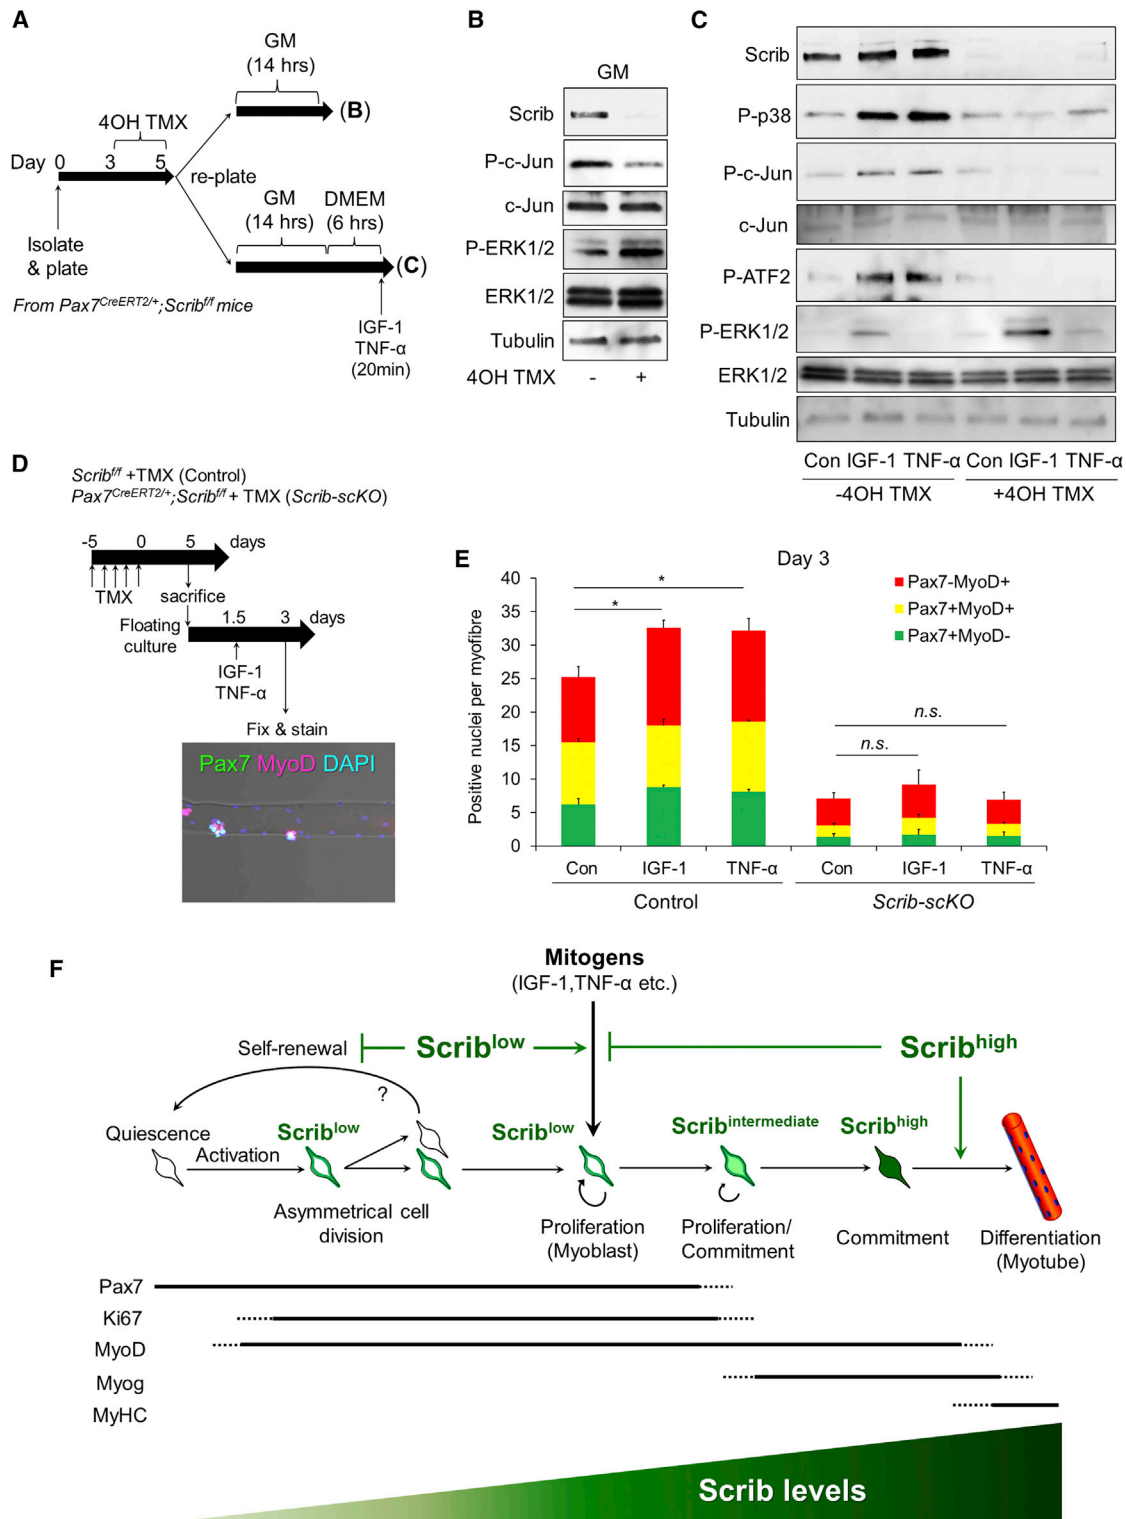 A
GM
(14 hrs)
(B)
4OH TMX
Day 0 3 5
re-plate
GM DMEM
(14 hrs) (6 hrs)
(C)
Isolate
& plate
From Pax7CreERT2/+;Scribf/f mice
IGF-1
TNF-α
(20min)
B
GM
Scrib
P-c-Jun
c-Jun
P-ERK1/2
ERK1/2
Tubulin
4OH TMX - +
C
Scrib
P-p38
P-c-Jun
c-Jun
P-ATF2
P-ERK1/2
ERK1/2
Tubulin
Con IGF-1 TNF-α Con IGF-1 TNF-α
-4OH TMX +4OH TMX
D
Scribf/f +TMX (Control)
Pax7CreERT2/+;Scribf/f + TMX (Scrib-scKO)
-5 0 5 days
TMX sacrifice
Floating
culture
1.5 3 days
IGF-1
TNF-α
Fix & stain
Pax7 MyoD DAPI
E
Day 3
Positive nuclei per myofibre
40
35
30
25
20
15
10
5
0
* *
n.s.
n.s.
Pax7-MyoD+
Pax7+MyoD+
Pax7+MyoD-
Con IGF-1 TNF-α Con IGF-1 TNF-α
Control Scrib-scKO
F
Mitogens
(IGF-1,TNF-α etc.)
Self-renewal Scriblow Scribhigh
?
Quiescence Scriblow Scriblow Scribintermediate Scribhigh
Activation
Asymmetrical cell
division
Proliferation
(Myoblast)
Proliferation/
Commitment
Commitment
Differentiation
(Myotube)
Pax7
Ki67
MyoD
Myog
MyHC
Scrib levels